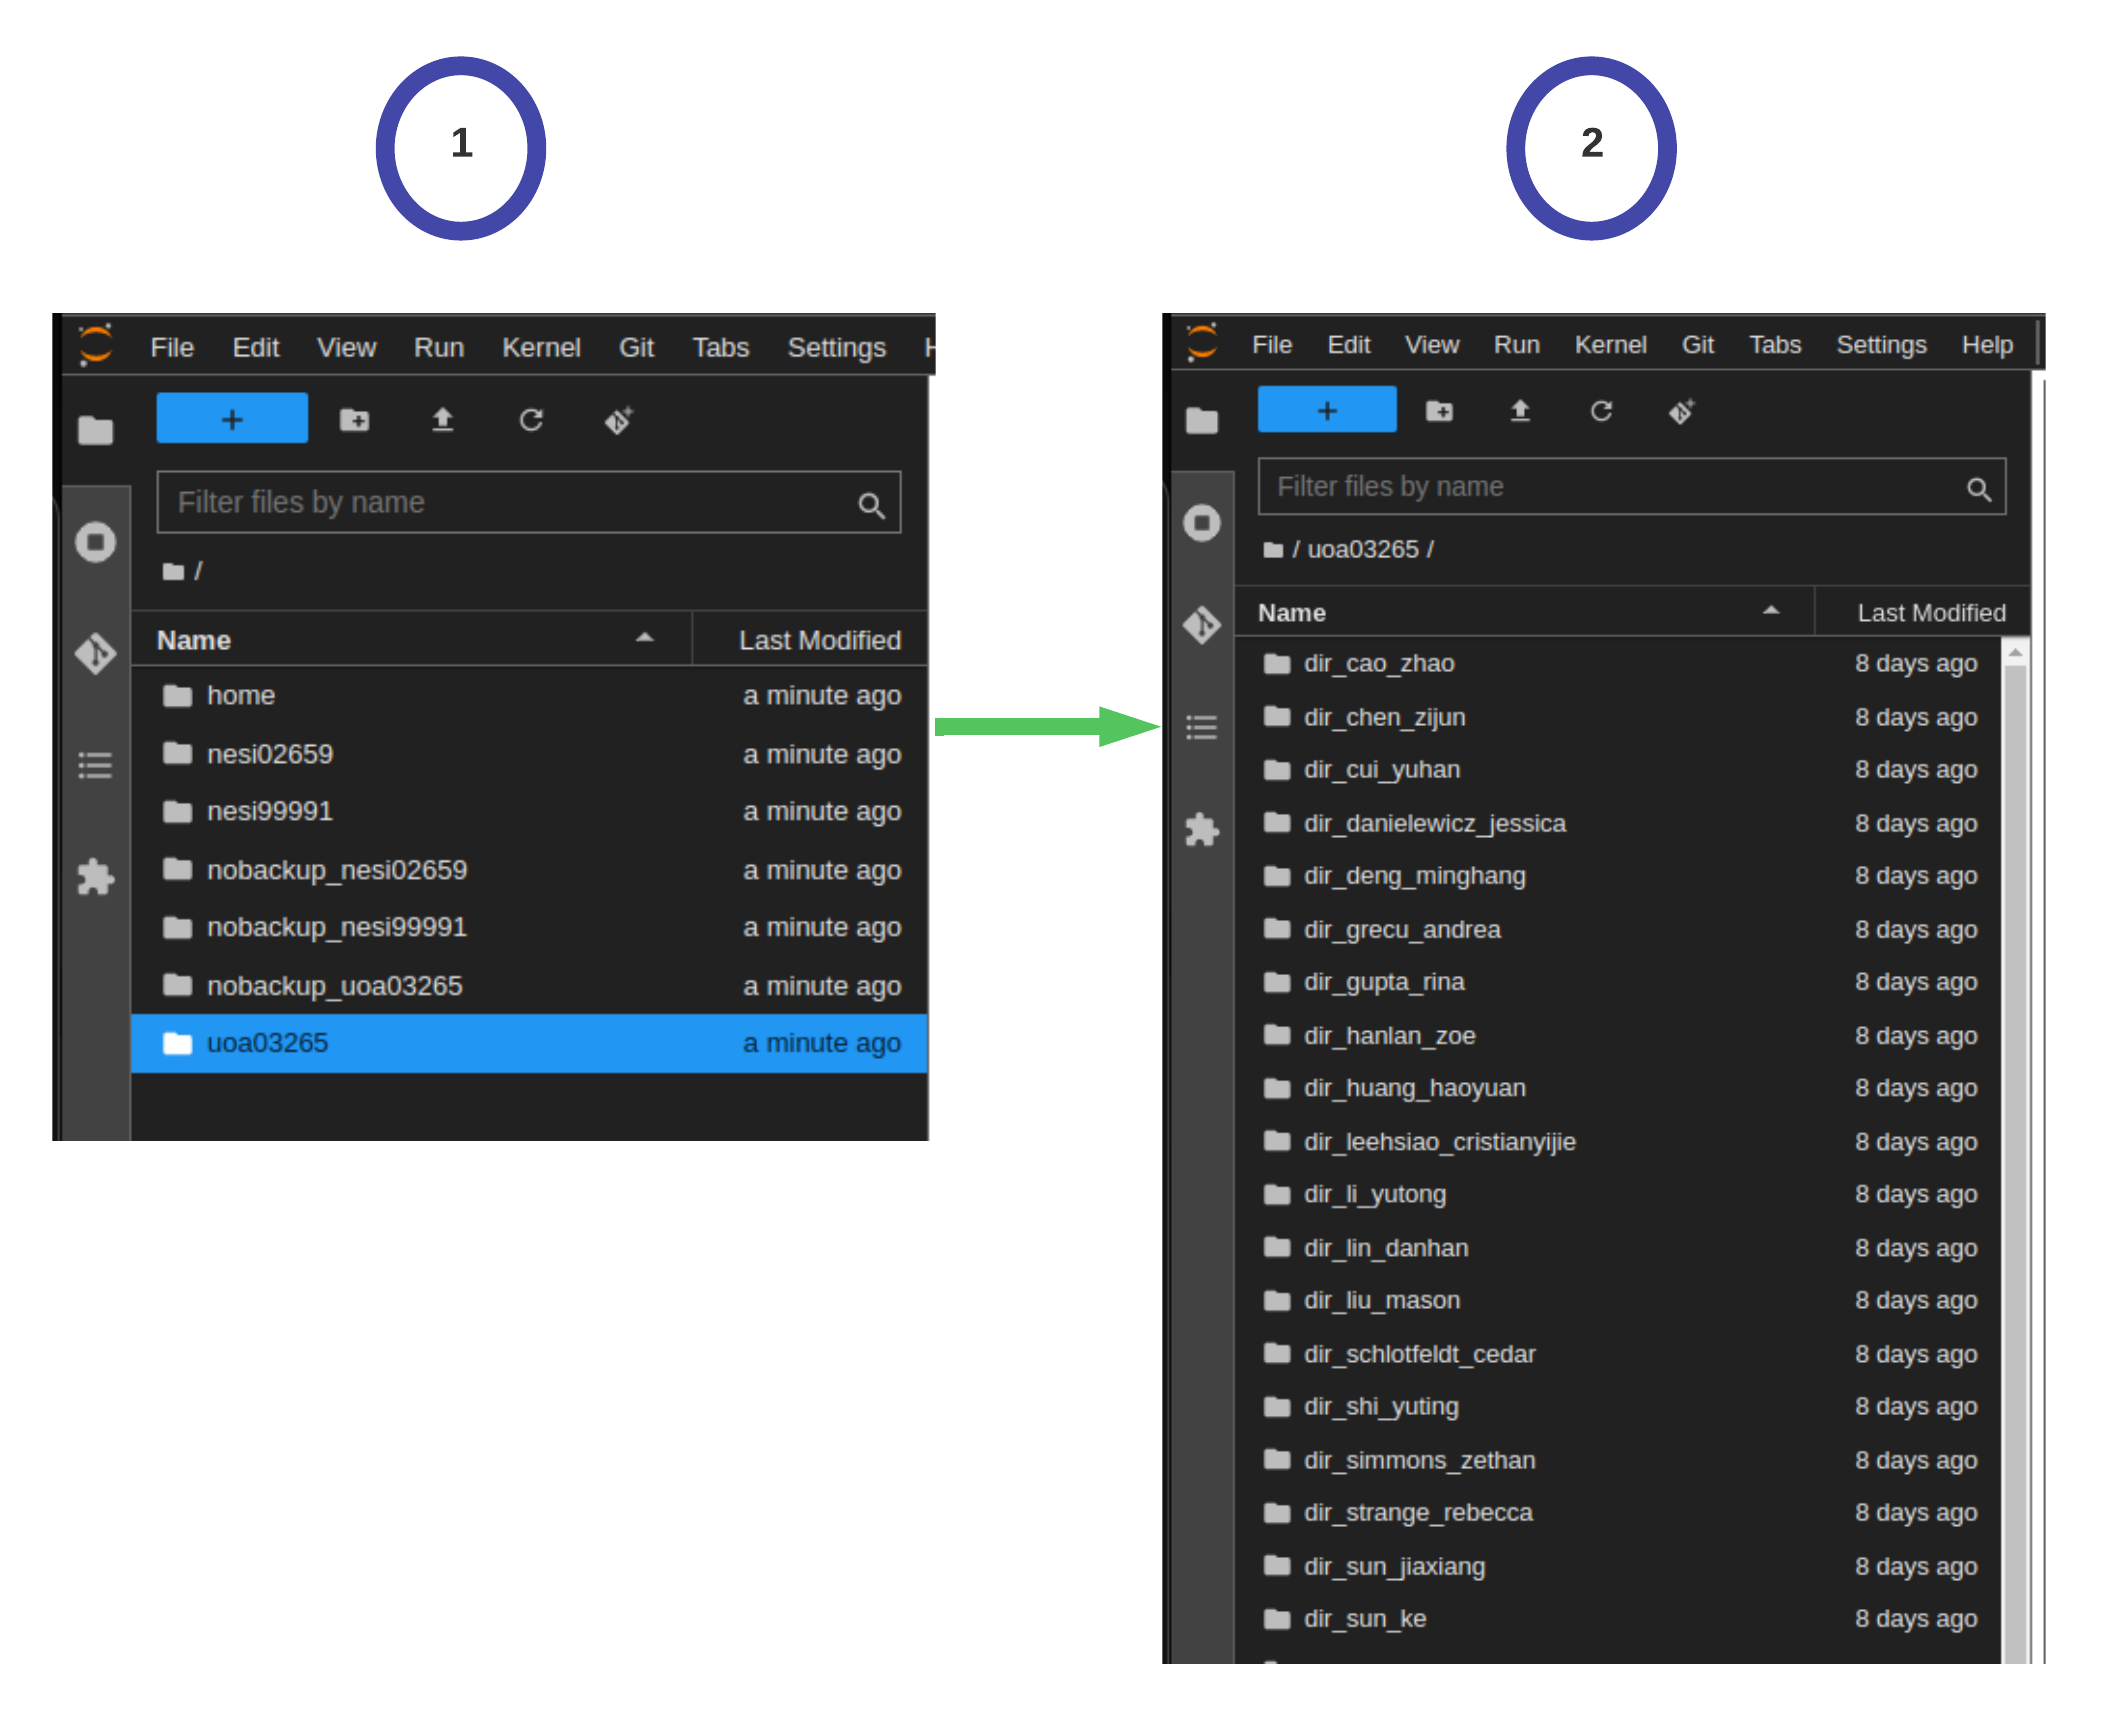 1
File Edit View Run Kernel Git Tabs Settings
Filter files by name
/
Name Last Modified
home a minute ago
nesi02659 a minute ago
nesi99991 a minute ago
nobackup_nesi02659 a minute ago
nobackup_nesi99991 a minute ago
nobackup_uoa03265 a minute ago
uoa03265 a minute ago
2
File Edit View Run Kernel Git Tabs Settings Help
Filter files by name
/ uoa03265 /
Name Last Modified
dir_cao_zhao 8 days ago
dir_chen_zijun 8 days ago
dir_cui_yuhan 8 days ago
dir_danielewicz_jessica 8 days ago
dir_deng_minghang 8 days ago
dir_grecu_andrea 8 days ago
dir_gupta_rina 8 days ago
dir_hanlan_zoe 8 days ago
dir_huang_haoyuan 8 days ago
dir_leehsiao_cristianyijie 8 days ago
dir_li_yutong 8 days ago
dir_lin_danhan 8 days ago
dir_liu_mason 8 days ago
dir_schlotfeldt_cedar 8 days ago
dir_shi_yuting 8 days ago
dir_simmons_zethan 8 days ago
dir_strange_rebecca 8 days ago
dir_sun_jiaxiang 8 days ago
dir_sun_ke 8 days ago